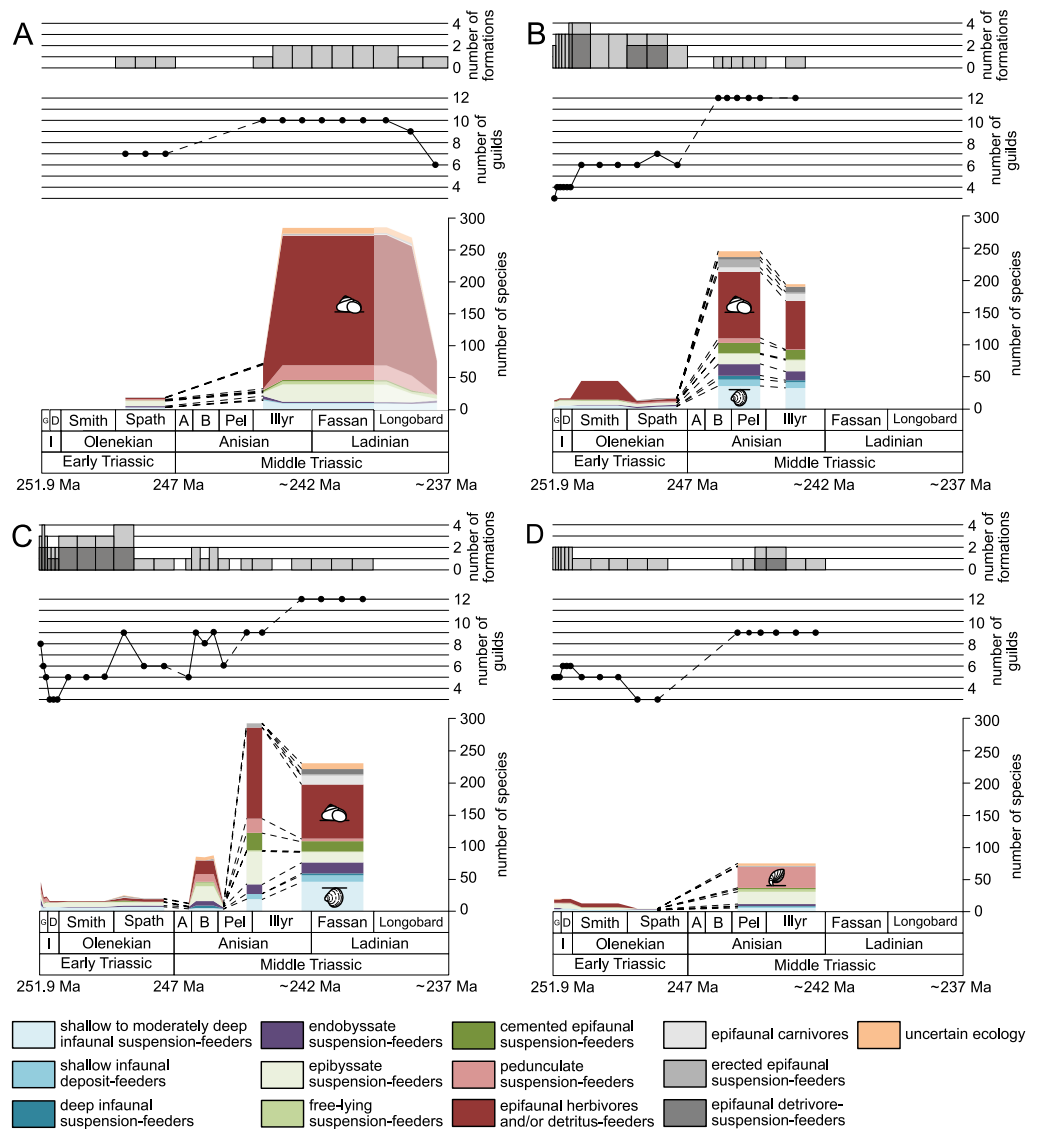 A
4
2
0
number of
formations
12
10
8
6
4
number of
guilds
300
250
200
150
100
50
0
number of species
G D Smith Spath A B Pel Illyr Fassan Longobard
I Olenekian Anisian Ladinian
Early Triassic Middle Triassic
251.9 Ma 247 Ma ~242 Ma ~237 Ma
B
4
2
0
number of
formations
12
10
8
6
4
number of
guilds
300
250
200
150
100
50
0
number of species
G D Smith Spath A B Pel Illyr Fassan Longobard
I Olenekian Anisian Ladinian
Early Triassic Middle Triassic
251.9 Ma 247 Ma ~242 Ma ~237 Ma
C
4
2
0
number of
formations
12
10
8
6
4
number of
guilds
300
250
200
150
100
50
0
number of species
G D Smith Spath A B Pel Illyr Fassan Longobard
I Olenekian Anisian Ladinian
Early Triassic Middle Triassic
251.9 Ma 247 Ma ~242 Ma ~237 Ma
D
4
2
0
number of
formations
12
10
8
6
4
number of
guilds
300
250
200
150
100
50
0
number of species
G D Smith Spath A B Pel Illyr Fassan Longobard
I Olenekian Anisian Ladinian
Early Triassic Middle Triassic
251.9 Ma 247 Ma ~242 Ma ~237 Ma
shallow to moderately deep
infaunal suspension-feeders
shallow infaunal
deposit-feeders
deep infaunal
suspension-feeders
endobyssate
suspension-feeders
epibyssate
suspension-feeders
free-lying
suspension-feeders
cemented epifaunal
suspension-feeders
pedunculate
suspension-feeders
epifaunal herbivores
and/or detritus-feeders
epifaunal carnivores
erected epifaunal
suspension-feeders
epifaunal detrivore-
suspension-feeders
uncertain ecology